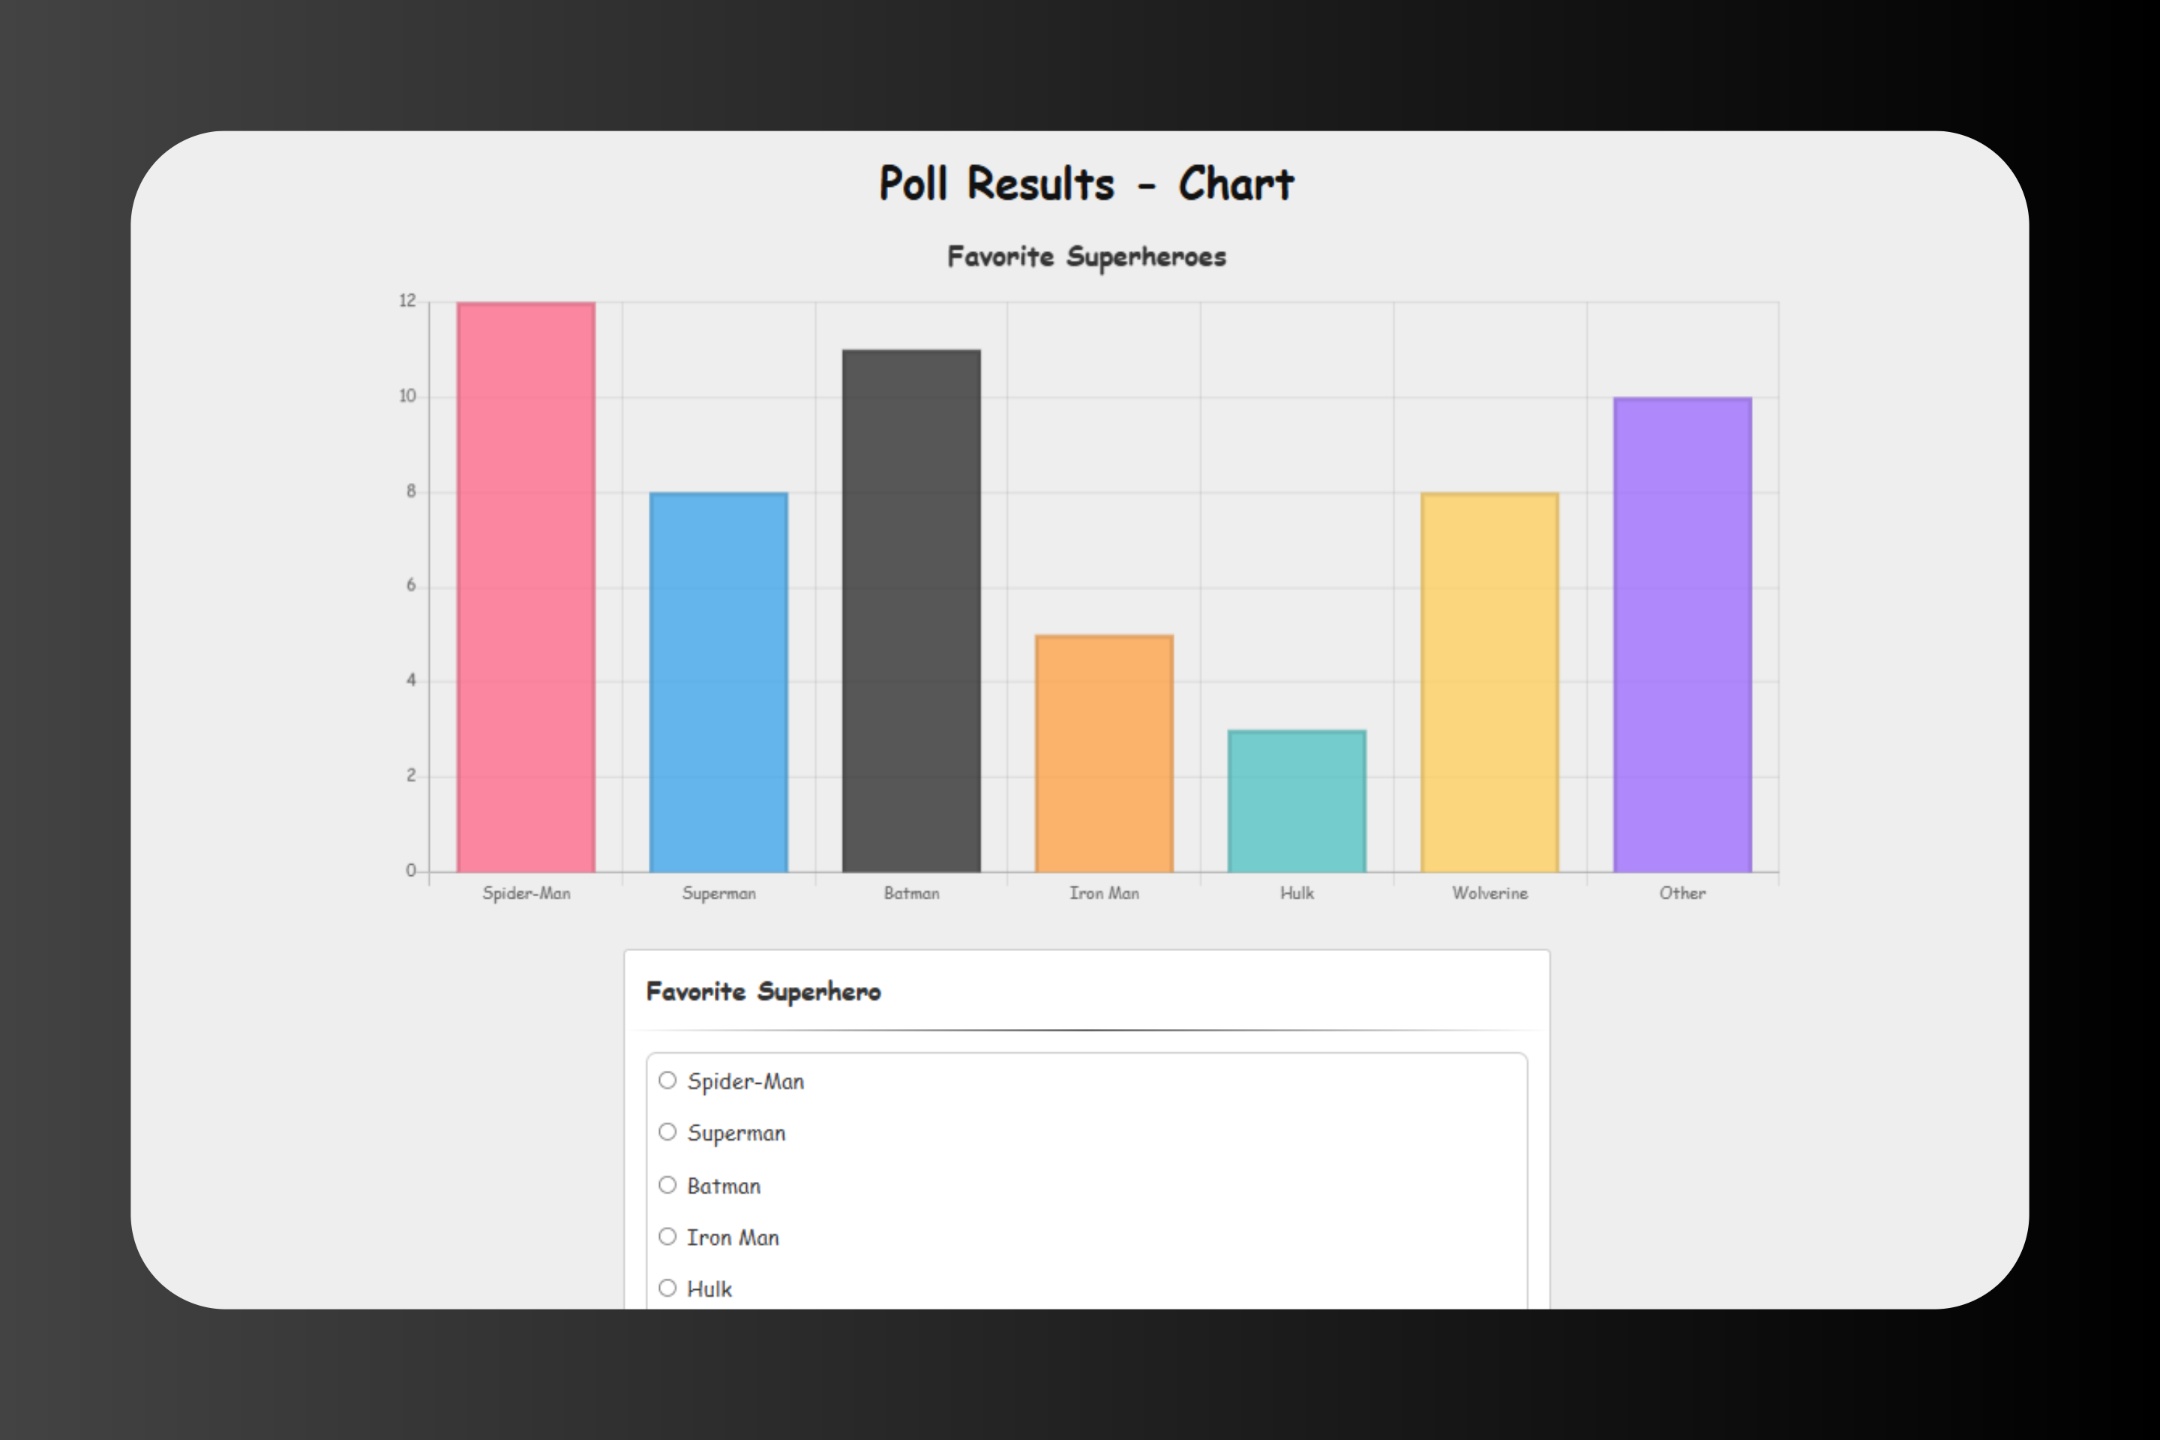 Poll Results - Chart
Favorite Superheroes
12
10
8
6
4
2
0
Spider-Man Superman Batman Iron Man Hulk Wolverine Other
Favorite Superhero
Spider-Man
Superman
Batman
Iron Man
Hulk